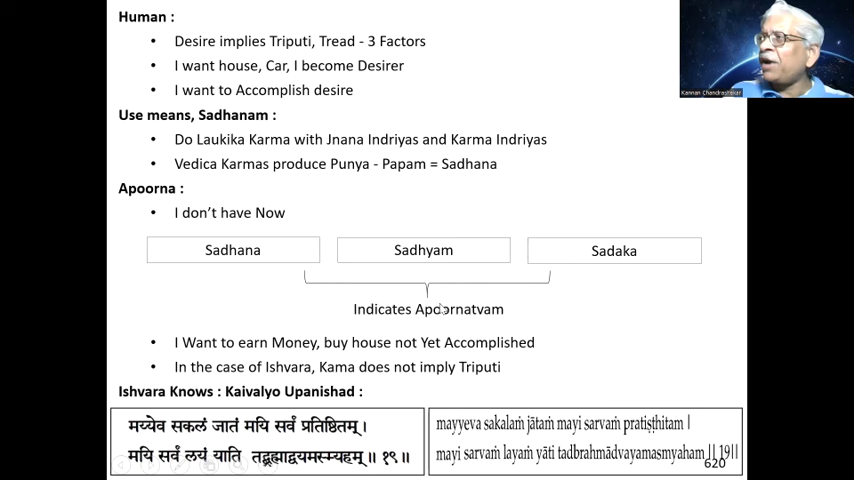 Human :
• Desire implies Triputi, Tread - 3 Factors
• I want house, Car, I become Desirer
• I want to Accomplish desire
Use means, Sadhanam :
• Do Laukika Karma with Jnana Indriyas and Karma Indriyas
• Vedica Karmas produce Punya - Papam = Sadhana
Apoorna :
• I don’t have Now
Sadhana
Sadhyam
Sadaka
Indicates Apoornatvam
• I Want to earn Money, buy house not Yet Accomplished
• In the case of Ishvara, Kama does not imply Triputi
Ishvara Knows : Kaivalyo Upanishad :
मय्येव सकलं जातं मयि सर्वं प्रतिष्ठितम् ।
मयि सर्वं लयं याति तद्ब्रह्माद्वयमस्म्यहम् ॥ १९ ॥
mayyeva sakalaṁ jātaṁ mayi sarvaṁ pratiṣṭhitam |
mayi sarvaṁ layaṁ yāti tadbrahmādvayamasmyaham || 19||
620
Kannan Chandrashekar